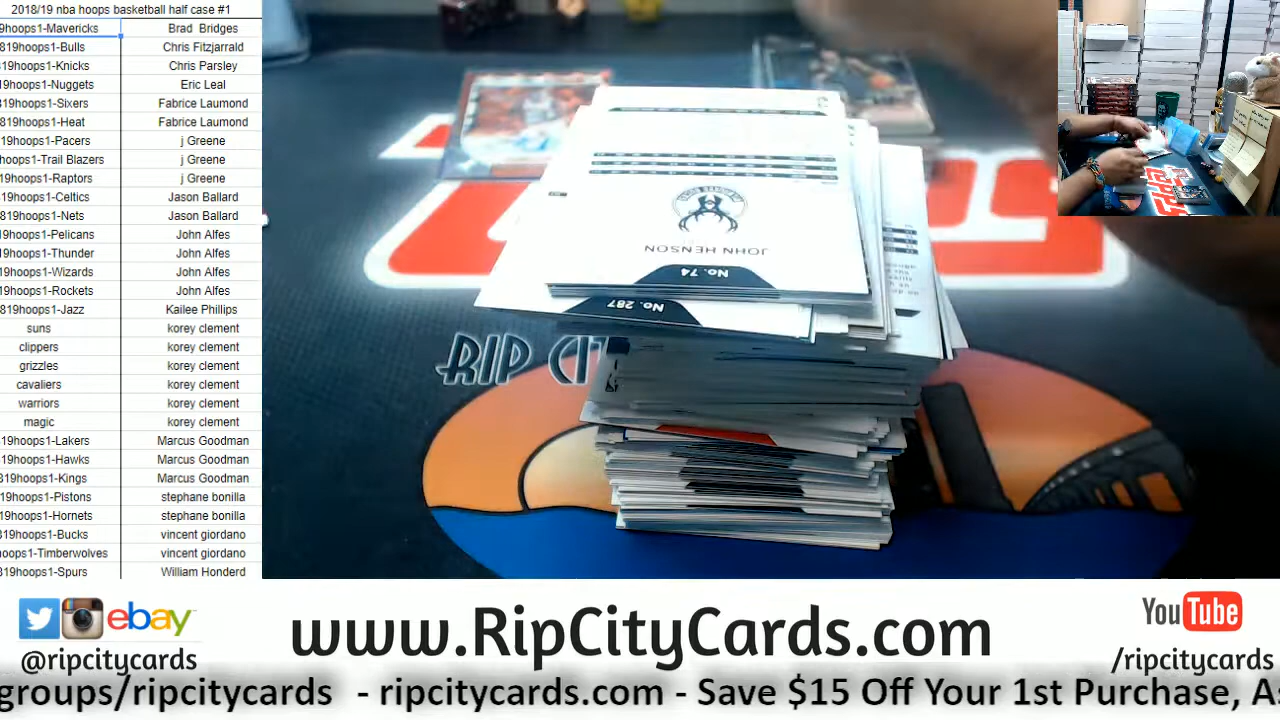 2018/19 nba hoops basketball half case #1
9hoops1-Mavericks Brad Bridges
819hoops1-Bulls Chris Fitzjarrald
819hoops1-Knicks Chris Parsley
19hoops1-Nuggets Eric Leal
819hoops1-Sixers Fabrice Laumond
819hoops1-Heat Fabrice Laumond
19hoops1-Pacers j Greene
hoops1-Trail Blazers j Greene
19hoops1-Raptors j Greene
19hoops1-Celtics Jason Ballard
819hoops1-Nets Jason Ballard
19hoops1-Pelicans John Alfes
19hoops1-Thunder John Alfes
19hoops1-Wizards John Alfes
19hoops1-Rockets John Alfes
819hoops1-Jazz Kailee Phillips
suns korey clement
clippers korey clement
grizzles korey clement
cavaliers korey clement
warriors korey clement
magic korey clement
19hoops1-Lakers Marcus Goodman
19hoops1-Hawks Marcus Goodman
819hoops1-Kings Marcus Goodman
19hoops1-Pistons stephane bonilla
19hoops1-Hornets stephane bonilla
819hoops1-Bucks vincent giordano
hoops1-Timberwolves vincent giordano
819hoops1-Spurs William Honderd
JOHN HENSON
No. 74
No. 287
RIP CIT
ebay
@ripcitycards
www.RipCityCards.com
YouTube
/ripcitycards
groups/ripcitycards - ripcitycards.com - Save $15 Off Your 1st Purchase, As